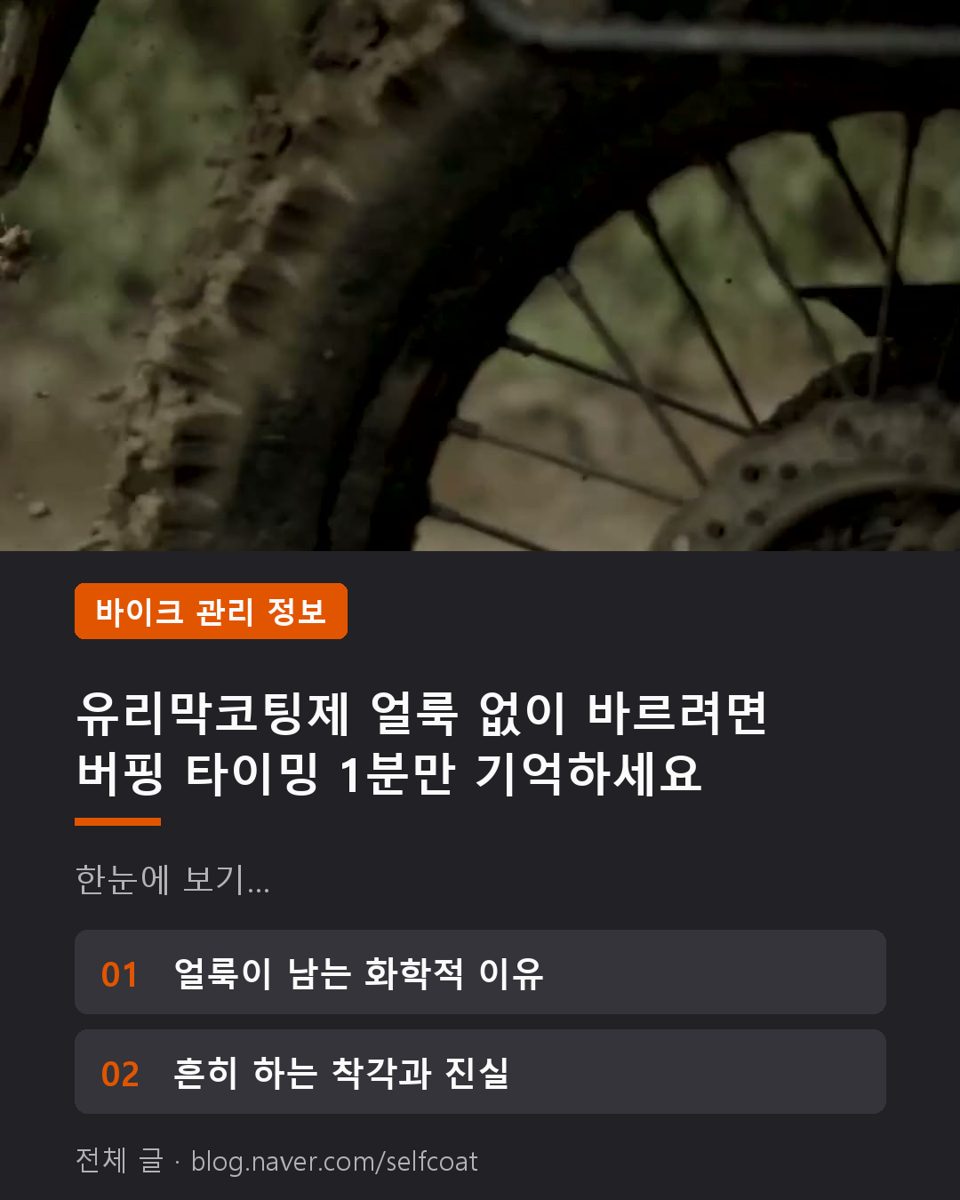 바이크 관리 정보
유리막코팅제 얼룩 없이 바르려면
버핑 타이밍 1분만 기억하세요
한눈에 보기...
01 얼룩이 남는 화학적 이유
02 흔히 하는 착각과 진실
전체 글 · blog.naver.com/selfcoat